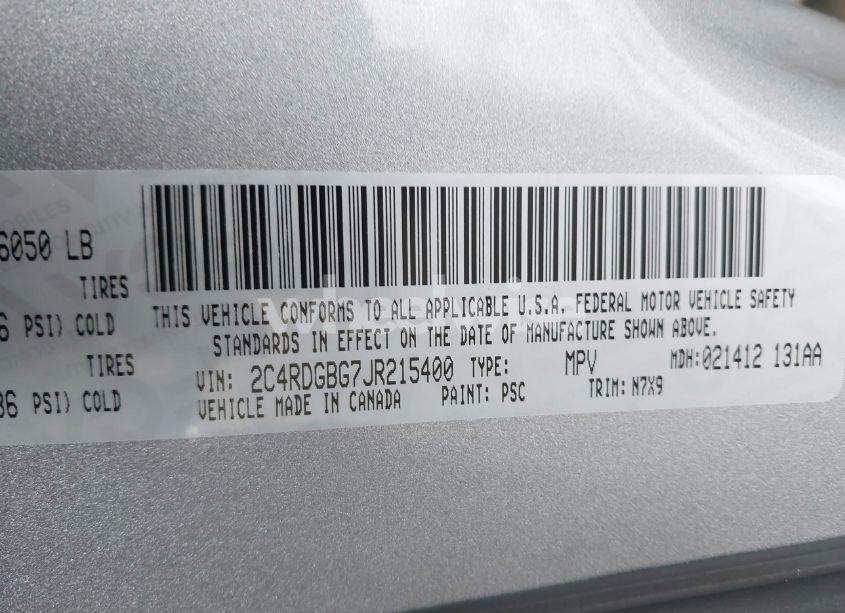 6050 LB
TIRES
6 PSI) COLD
TIRES
36 PSI) COLD
THIS VEHICLE CONFORMS TO ALL APPLICABLE U.S.A. FEDERAL MOTOR VEHICLE SAFETY
STANDARDS IN EFFECT ON THE DATE OF MANUFACTURE SHOWN ABOVE.
VIN: 2C4RDGBG7JR215400 TYPE: MPV MDH:021412 131AA
VEHICLE MADE IN CANADA PAINT: PSC TRIM: N7X9